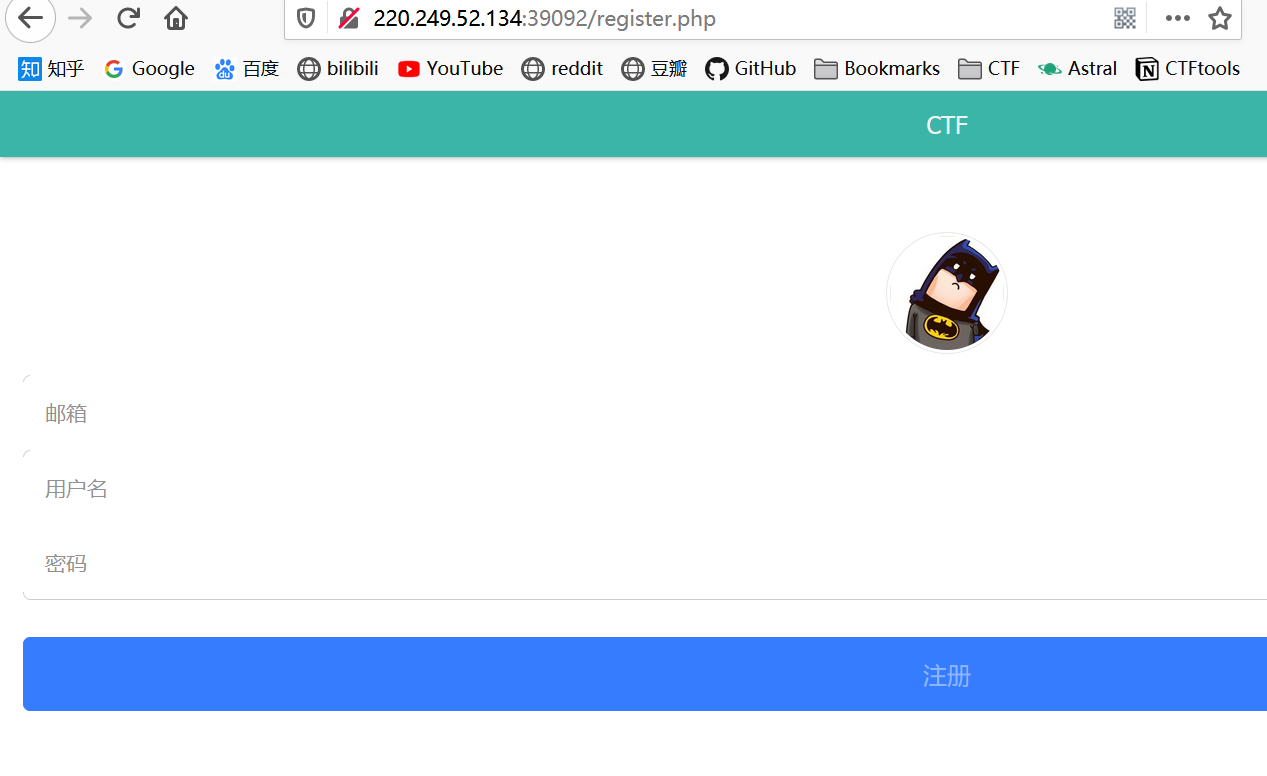 220.249.52.134:39092/register.php
知 知乎 Google du 百度 bilibili YouTube reddit 豆瓣 GitHub Bookmarks CTF Astral N CTFtools
CTF
邮箱
用户名
密码
注册